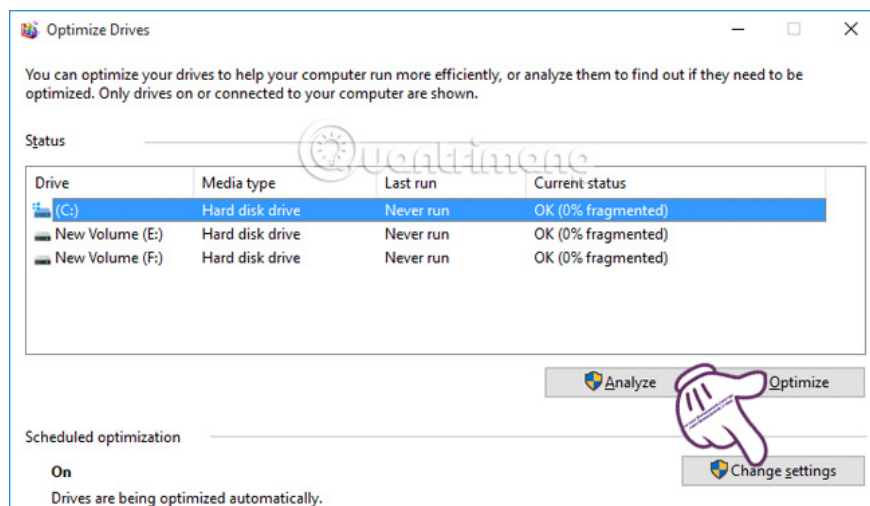 Optimize Drives
You can optimize your drives to help your computer run more efficiently, or analyze them to find out if they need to be
optimized. Only drives on or connected to your computer are shown.
Status
Quantrimang
Drive Media type Last run Current status
(C:) Hard disk drive Never run OK (0% fragmented)
New Volume (E:) Hard disk drive Never run OK (0% fragmented)
New Volume (F:) Hard disk drive Never run OK (0% fragmented)
Analyze Optimize
Scheduled optimization
On
Change settings
Drives are being optimized automatically.